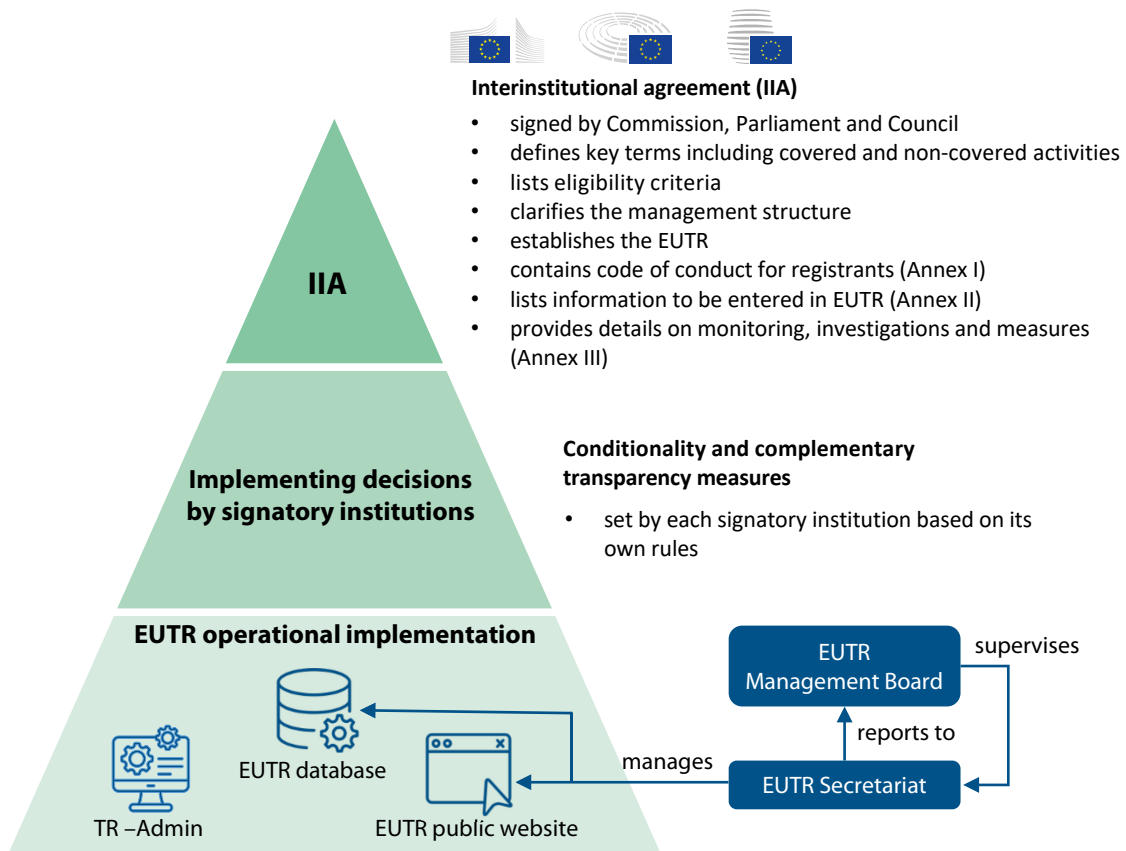 Interinstitutional agreement (IIA)
• signed by Commission, Parliament and Council
• defines key terms including covered and non-covered activities
• lists eligibility criteria
• clarifies the management structure
• establishes the EUTR
• contains code of conduct for registrants (Annex I)
• lists information to be entered in EUTR (Annex II)
• provides details on monitoring, investigations and measures
(Annex III)
IIA
Implementing decisions
by signatory institutions
Conditionality and complementary
transparency measures
• set by each signatory institution based on its
own rules
EUTR operational implementation
EUTR database
TR –Admin
EUTR public website
manages
EUTR
Management Board
supervises
reports to
EUTR Secretariat